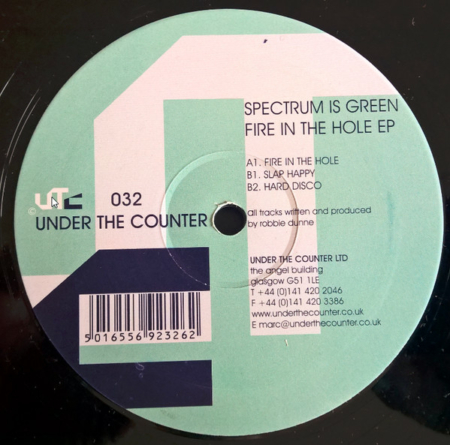 SPECTRUM IS GREEN
FIRE IN THE HOLE EP
A1. FIRE IN THE HOLE
B1. SLAP HAPPY
B2. HARD DISCO
UTC
032
©UNDER THE COUNTER
all tracks written and produced
by robbie dunne
UNDER THE COUNTER LTD
the angel building
glasgow G51 1LE
T +44 (0)141 420 2046
F +44 (0)141 420 3386
www.underthecounter.co.uk
E marc@underthecounter.co.uk
5 016556 923262